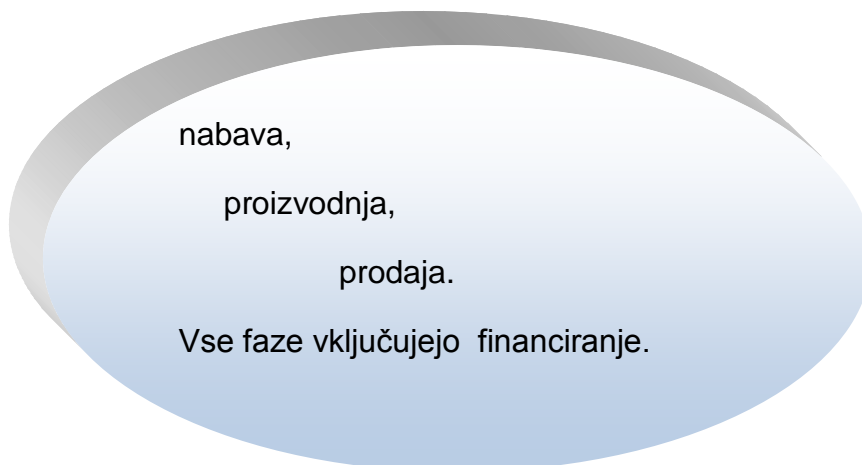 nabava,
proizvodnja,
prodaja.
Vse faze vključujejo financiranje.